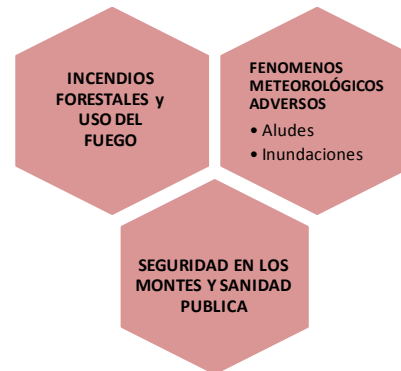 INCENDIOS
FORESTALES y
USO DEL
FUEGO
FENOMENOS
METEOROLÓGICOS
ADVERSOS
• Aludes
• Inundaciones
SEGURIDAD EN LOS
MONTES Y SANIDAD
PUBLICA